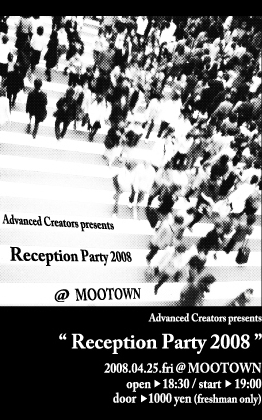 Advanced Creators presents
Reception Party 2008
@ MOOTOWN
Advanced Creators presents
“ Reception Party 2008 ”
2008.04.25.fri @ MOOTOWN
open ▶ 18:30 / start ▶ 19:00
door ▶ 1000 yen (freshman only)